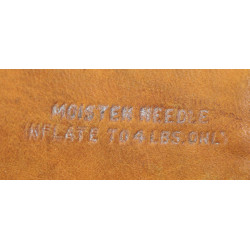 MOISTEN NEEDLE
INFLATE TO 4 LBS. ONLY